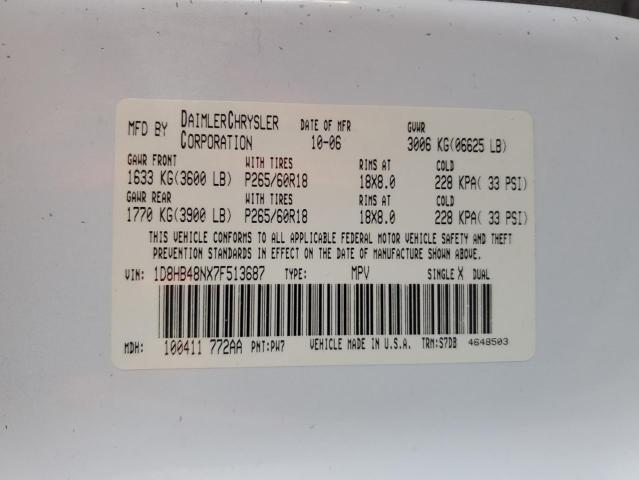 MFD BY DAIMLERCHRYSLER CORPORATION DATE OF MFR 10-06 GVWR 3006 KG(06625 LB)
GAWR FRONT WITH TIRES RIMS AT COLD
1633 KG(3600 LB) P265/60R18 18X8.0 228 KPA( 33 PSI)
GAWR REAR WITH TIRES RIMS AT COLD
1770 KG(3900 LB) P265/60R18 18X8.0 228 KPA( 33 PSI)
THIS VEHICLE CONFORMS TO ALL APPLICABLE FEDERAL MOTOR VEHICLE SAFETY AND THEFT
PREVENTION STANDARDS IN EFFECT ON THE DATE OF MANUFACTURE SHOWN ABOVE.
VIN: 1D8HB48NX7F513687 TYPE: MPV SINGLE X DUAL
MDH: 100411 772AA PNT:PW7 VEHICLE MADE IN U.S.A. TRM:S7DB 4648503